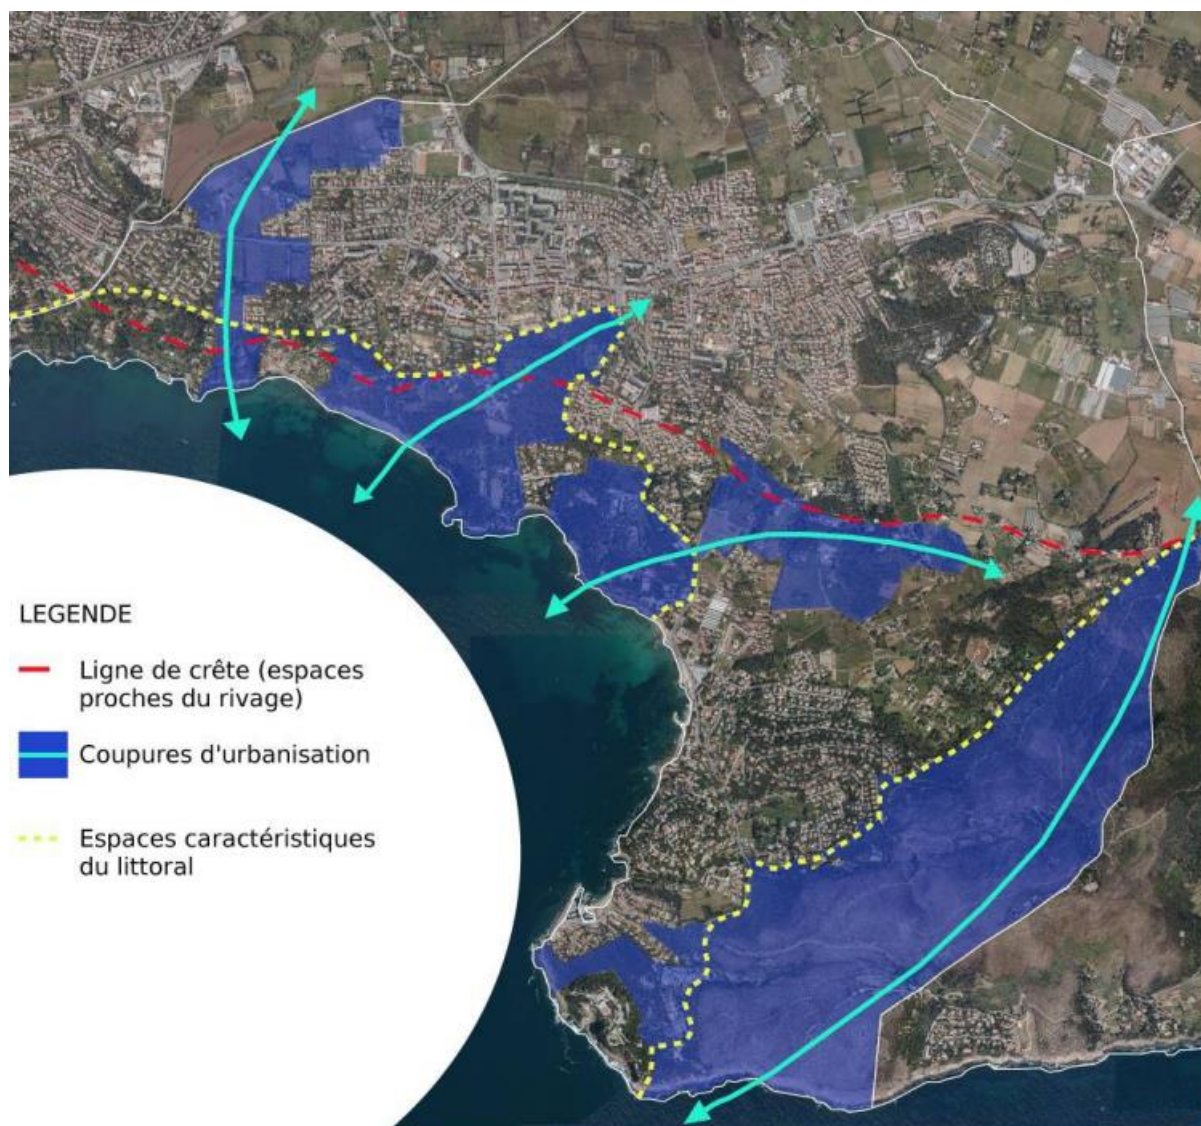 LEGENDE
Ligne de crête (espaces
proches du rivage)
Coupures d'urbanisation
Espaces caractéristiques
du littoral